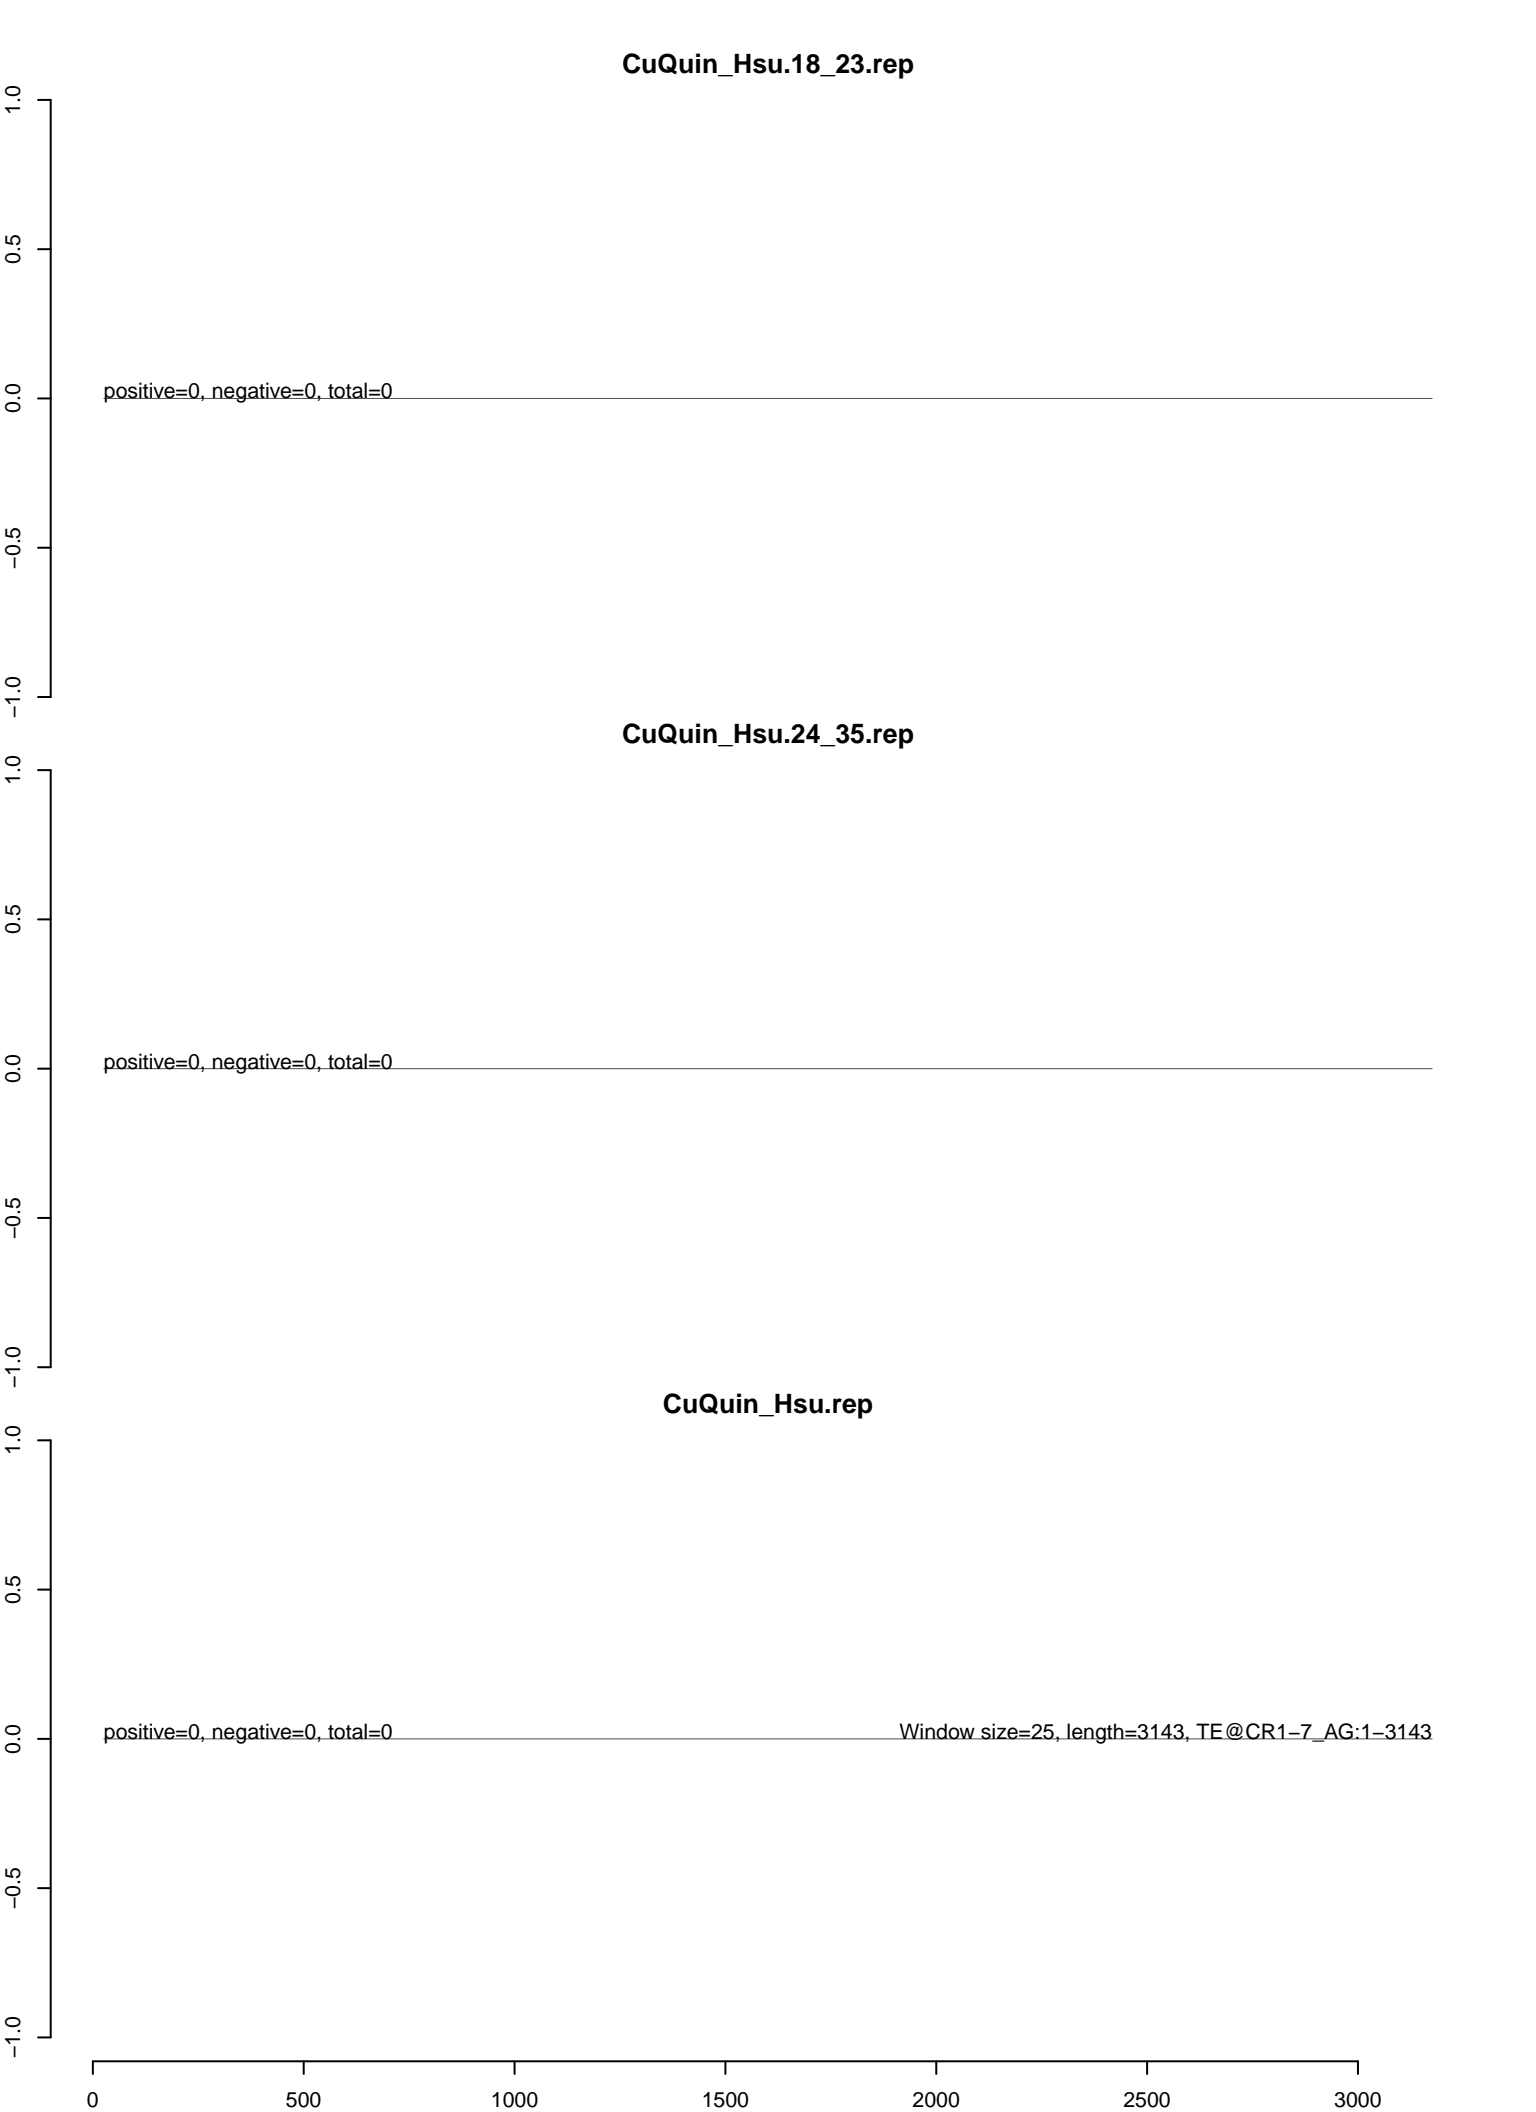 CuQuin_Hsu.18_23.rep
1.0
0.5
0.0
−0.5
−1.0
positive=0, negative=0, total=0
CuQuin_Hsu.24_35.rep
1.0
0.5
0.0
−0.5
−1.0
positive=0, negative=0, total=0
CuQuin_Hsu.rep
1.0
0.5
0.0
−0.5
−1.0
positive=0, negative=0, total=0
Window size=25, length=3143, TE@CR1−7_AG:1−3143
0 500 1000 1500 2000 2500 3000